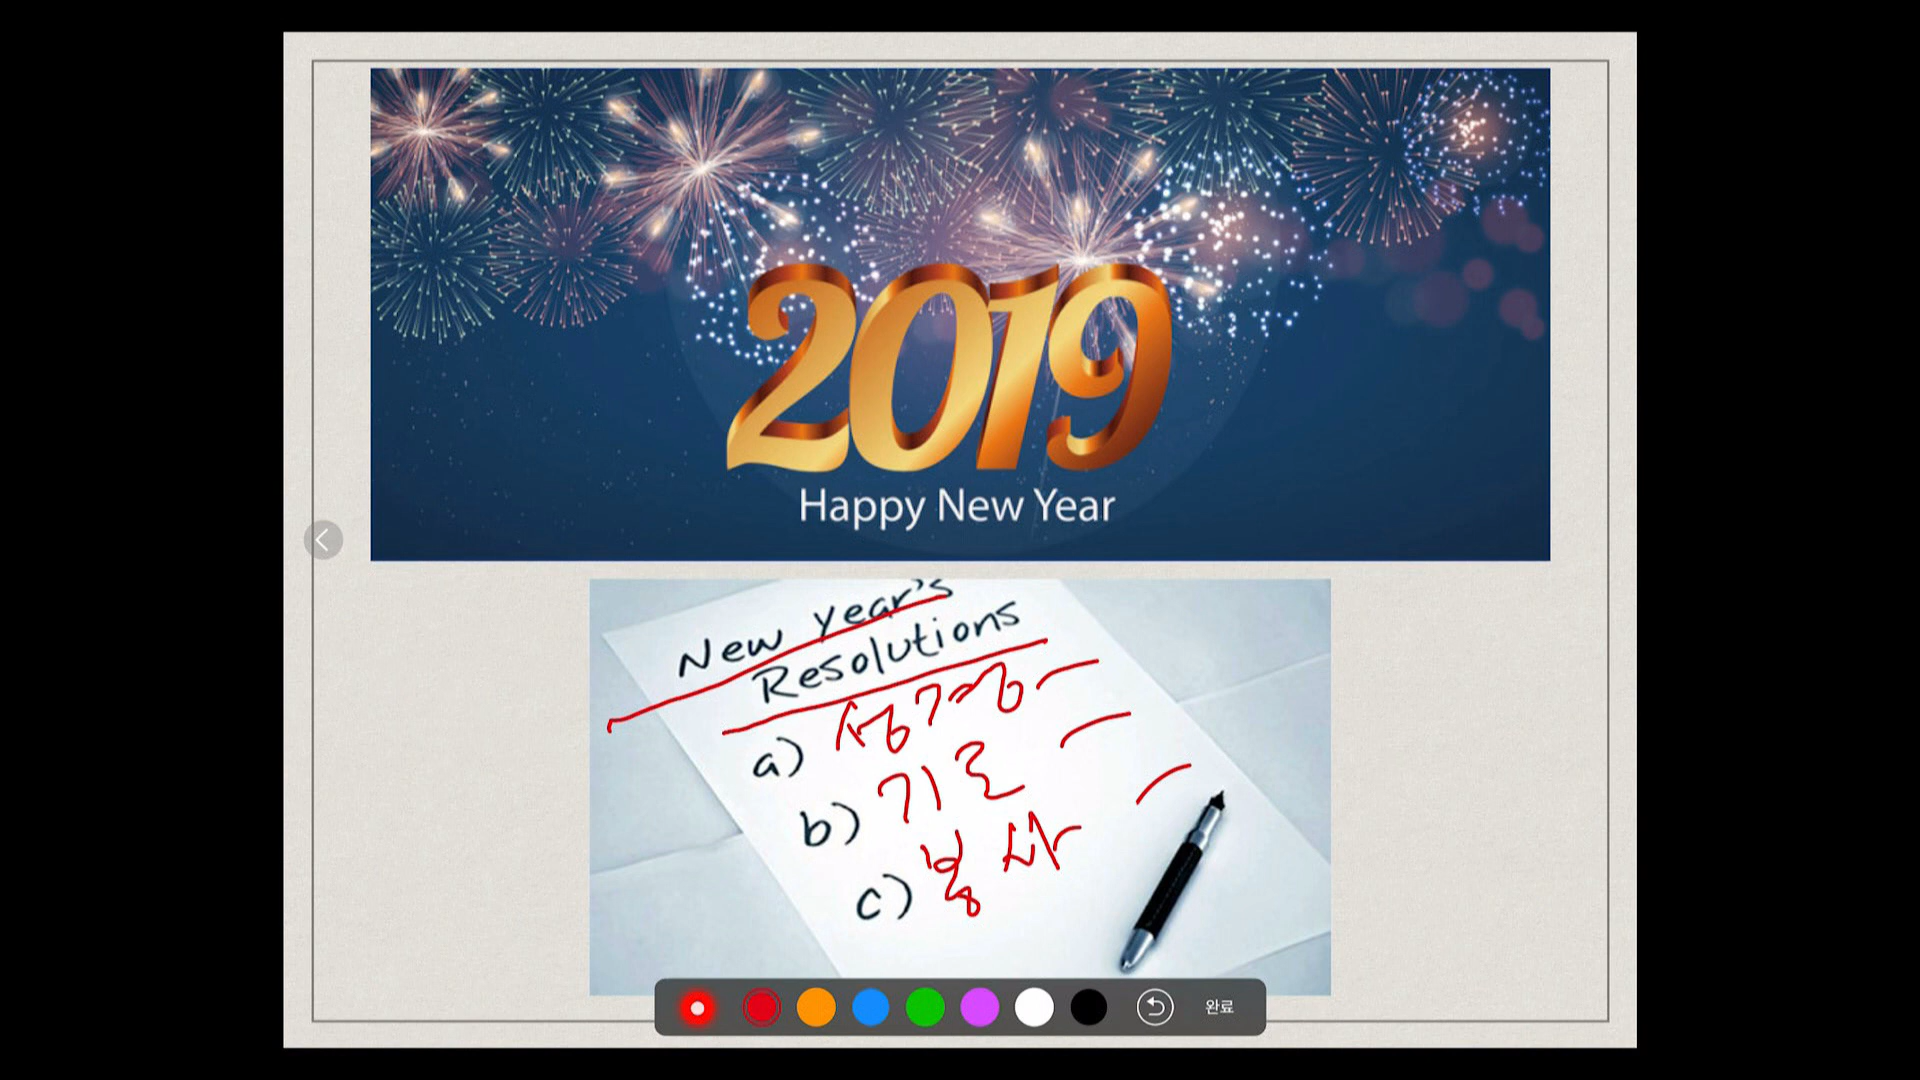 2019
Happy New Year
New Year's
Resolutions
a) 성경
b) 기도
c) 봉사
완료